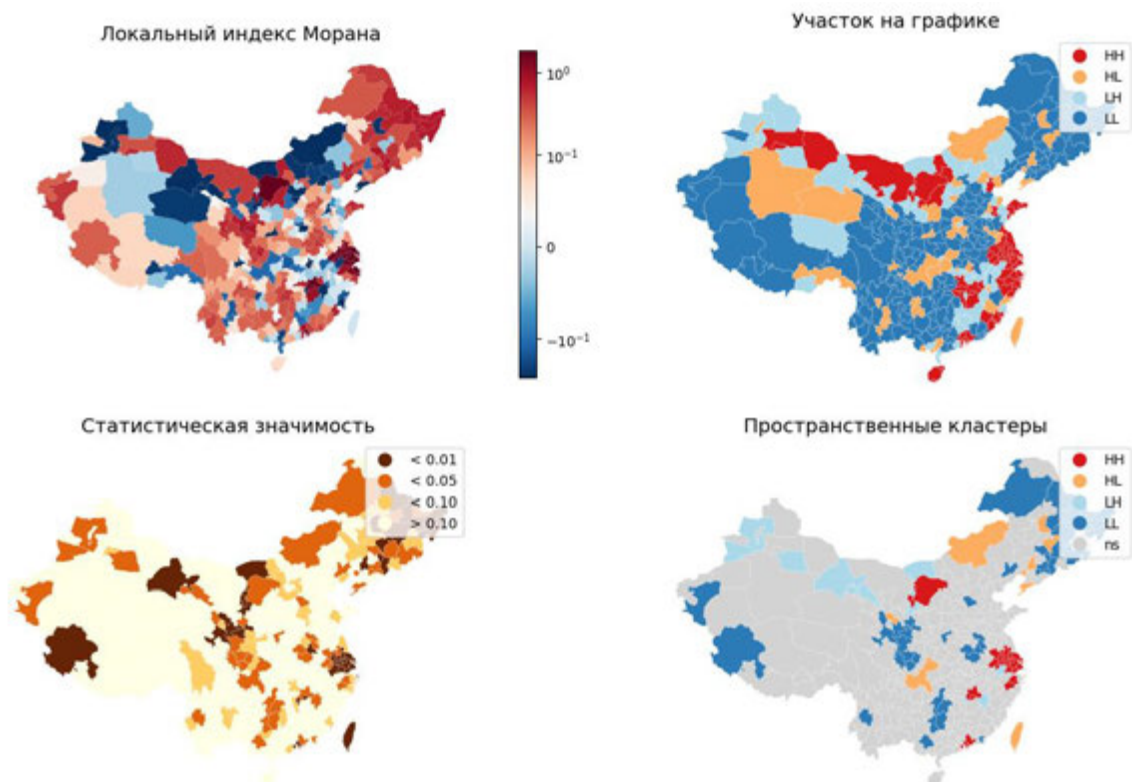 Локальный индекс Морана
10⁰
10⁻¹
0
−10⁻¹
Участок на графике
HH
HL
LH
LL
Статистическая значимость
< 0.01
< 0.05
< 0.10
> 0.10
Пространственные кластеры
HH
HL
LH
LL
ns